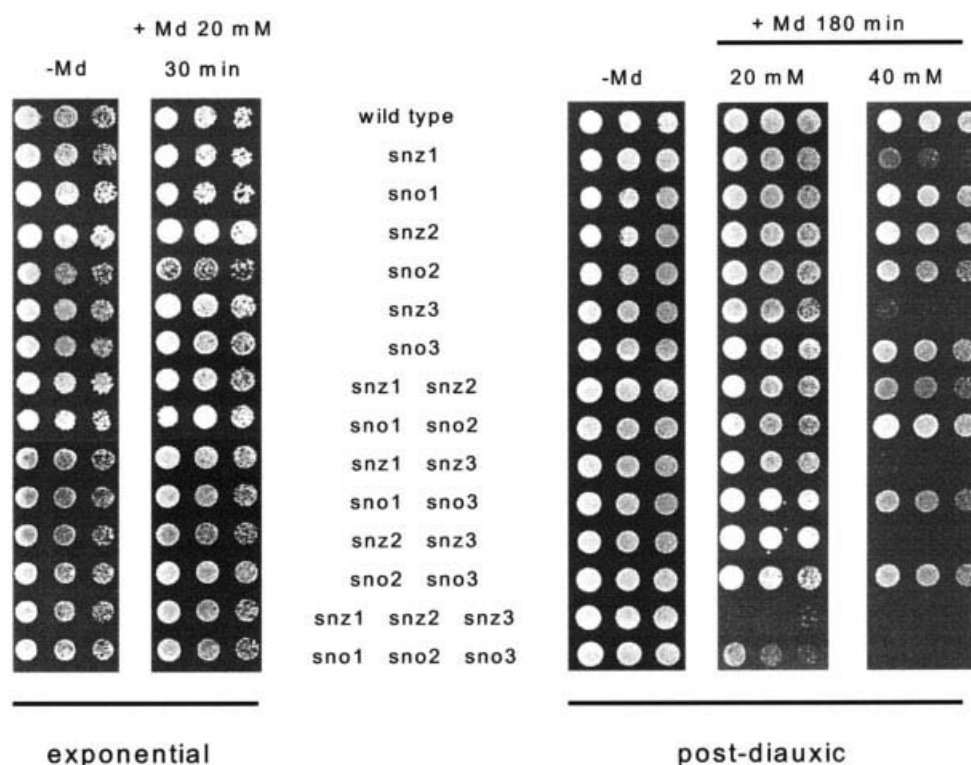 + Md 20 mM
+ Md 180 min
-Md
30 min
-Md
20 mM
40 mM
wild type
snz1
sno1
snz2
sno2
snz3
sno3
snz1 snz2
sno1 sno2
snz1 snz3
sno1 sno3
snz2 snz3
sno2 sno3
snz1 snz2 snz3
sno1 sno2 sno3
exponential
post-diauxic